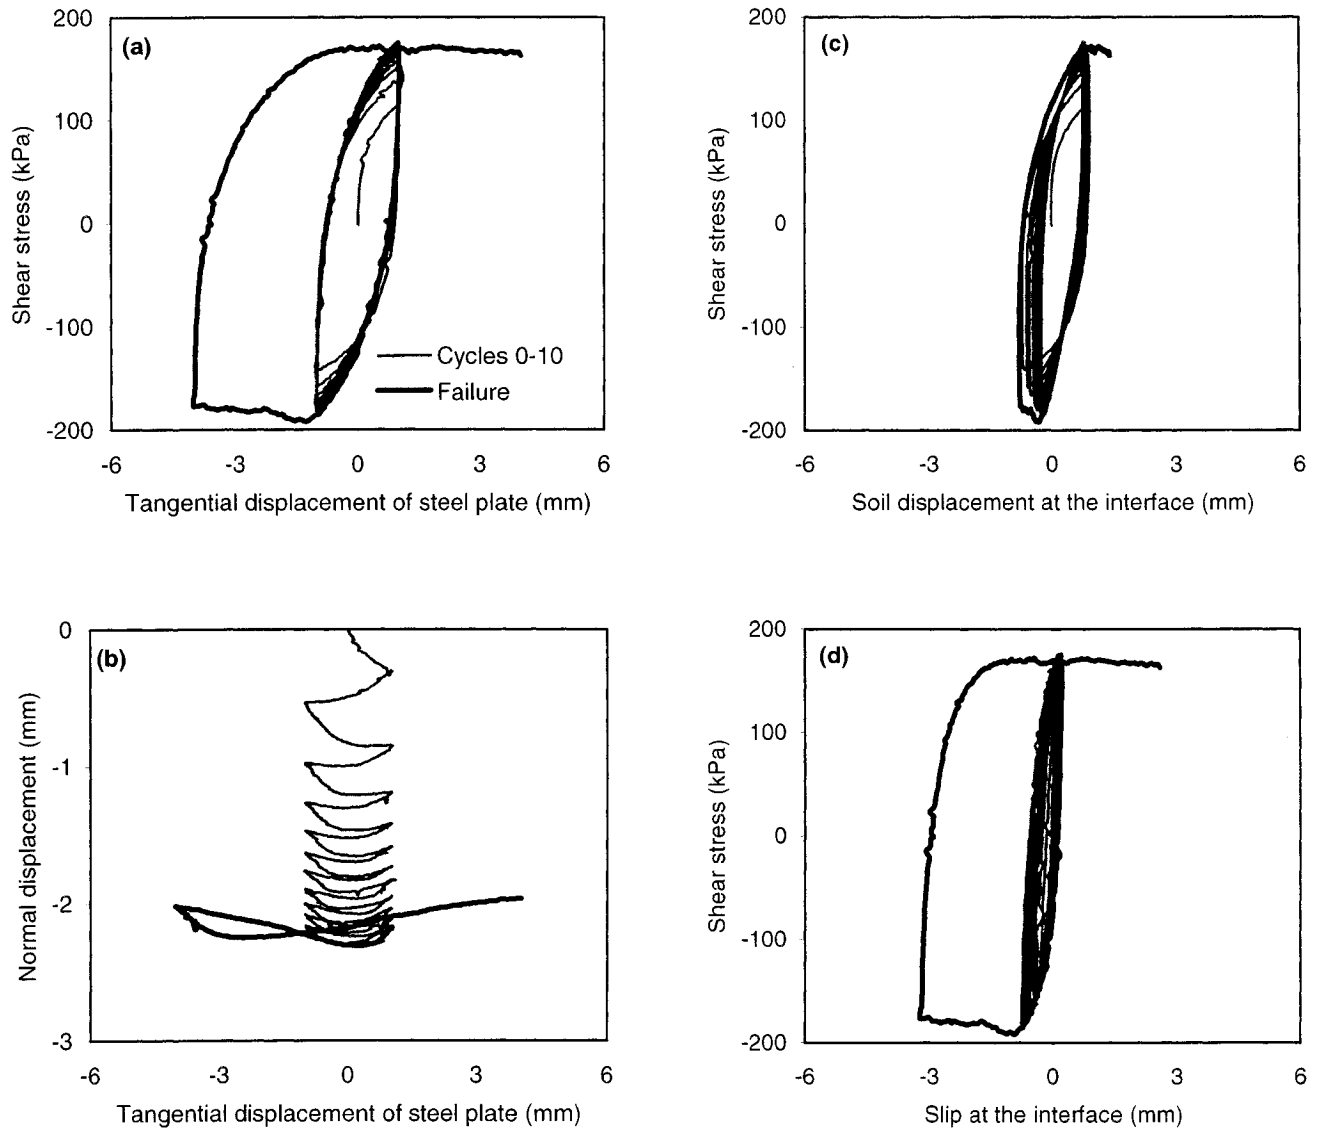 (a)
200
100
0
-100
-200
Shear stress (kPa)
Cycles 0-10
Failure
-6 -3 0 3 6
Tangential displacement of steel plate (mm)
(c)
200
100
0
-100
-200
Shear stress (kPa)
-6 -3 0 3 6
Soil displacement at the interface (mm)
(b)
0
-1
-2
-3
Normal displacement (mm)
-6 -3 0 3 6
Tangential displacement of steel plate (mm)
(d)
200
100
0
-100
-200
Shear stress (kPa)
-6 -3 0 3 6
Slip at the interface (mm)